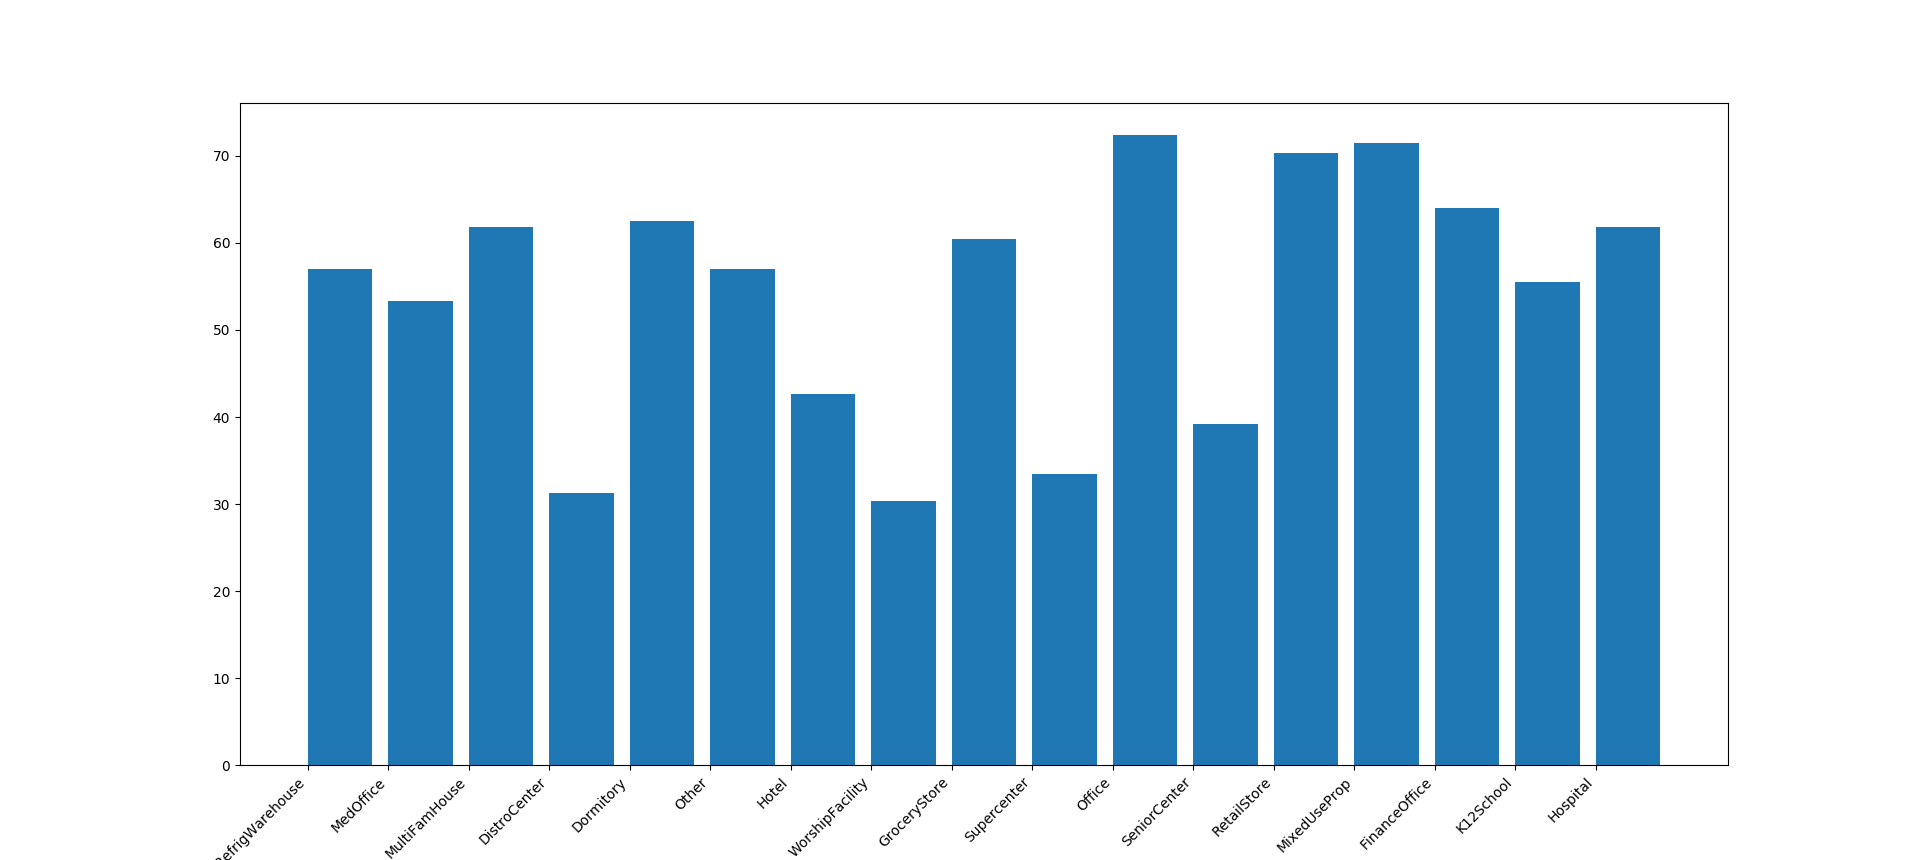 70
60
50
40
30
20
10
0
MedOffice
MultiFamHouse
DistroCenter
Dormitory
Other
Hotel
WorshipFacility
GroceryStore
Supercenter
Office
SeniorCenter
RetailStore
MixedUseProp
FinanceOffice
K12School
Hospital